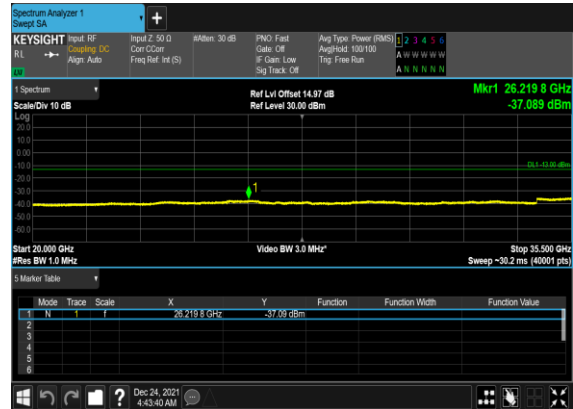 Spectrum Analyzer 1
Swept SA
+
KEYSIGHT Input: RF Input Z: 50 Ω #Atten: 30 dB PNO: Fast Avg Type: Power (RMS) 1 2 3 4 5 6
RL Coupling: DC Corr CCorr Gate: Off Avg|Hold: 100/100 A W W W W W
Align: Auto Freq Ref: Int (S) IF Gain: Low Trig: Free Run
Sig Track: Off A N N N N N
LW
1 Spectrum Ref Lvl Offset 14.97 dB Mkr1 26.219 8 GHz
Scale/Div 10 dB Ref Level 30.00 dBm -37.089 dBm
Log
20.0
10.0
0.00
-10.0 DL1 -13.00 dBm
-20.0
-30.0 1
-40.0
-50.0
-60.0
Start 20.000 GHz Video BW 3.0 MHz* Stop 35.500 GHz
#Res BW 1.0 MHz Sweep ~30.2 ms (40001 pts)
5 Marker Table
Mode Trace Scale X Y Function Function Width Function Value
1 N 1 f 26.219 8 GHz -37.09 dBm
2
3
4
5
6
? Dec 24, 2021
4:43:40 AM